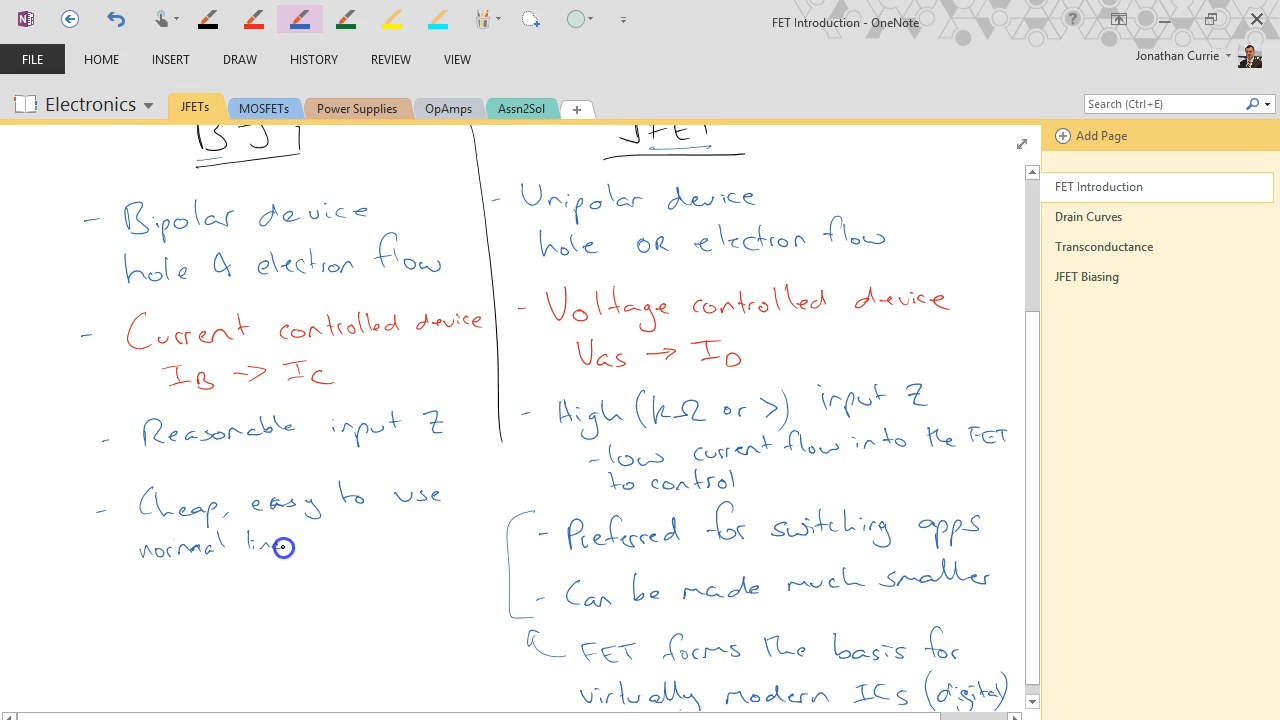 FET Introduction - OneNote
?
FILE
HOME
INSERT
DRAW
HISTORY
REVIEW
VIEW
Jonathan Currie
Electronics
JFETs
MOSFETs
Power Supplies
OpAmps
Assn2Sol
+
Search (Ctrl+E)
BJT
- Bipolar device
hole & electron flow
- Current controlled device
IB -> IC
- Reasonable input Z
- Cheap, easy to use
normal lin
JFET
- Unipolar device
hole OR electron flow
- Voltage controlled device
VGS → ID
- High (kΩ or >) input Z
- low current flow into the FET
to control
- Preferred for switching apps
- Can be made much smaller
FET forms the basis for
virtually modern ICs (digital)
Add Page
FET Introduction
Drain Curves
Transconductance
JFET Biasing